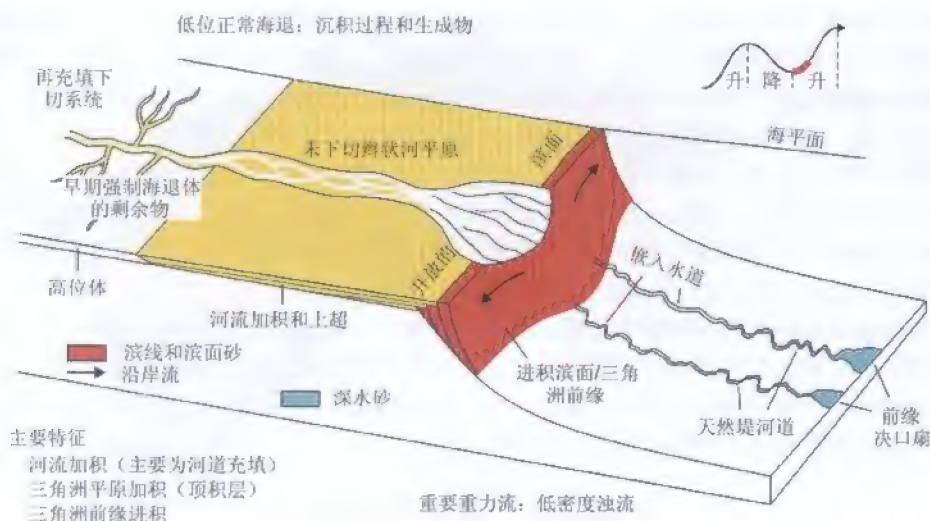 低位正常海退：沉积过程和生成物
升 降 升
海平面
再充填下
切系统
未下切辫状河平原
滨面
早期强制海退体
的剩余物
开放的
嵌入水道
高位体
河流加积和上超
滨线和滨面砂
沿岸流
进积滨面/三角
洲前缘
深水砂
天然堤河道
前缘
决口扇
主要特征
河流加积（主要为河道充填）
三角洲平原加积（顶积层）
三角洲前缘进积
重要重力流：低密度浊流